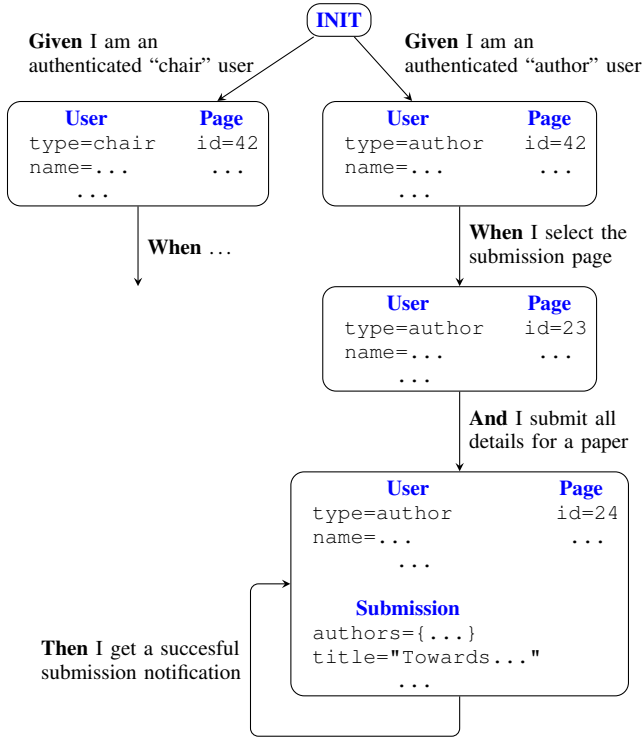 INIT
Given I am an
authenticated “chair” user
Given I am an
authenticated “author” user
User Page
type=chair id=42
name=... ...
...
User Page
type=author id=42
name=... ...
...
When ...
When I select the
submission page
User Page
type=author id=23
name=... ...
...
And I submit all
details for a paper
User Page
type=author id=24
name=... ...
...
Submission
authors={...}
title="Towards..."
...
Then I get a succesful
submission notification